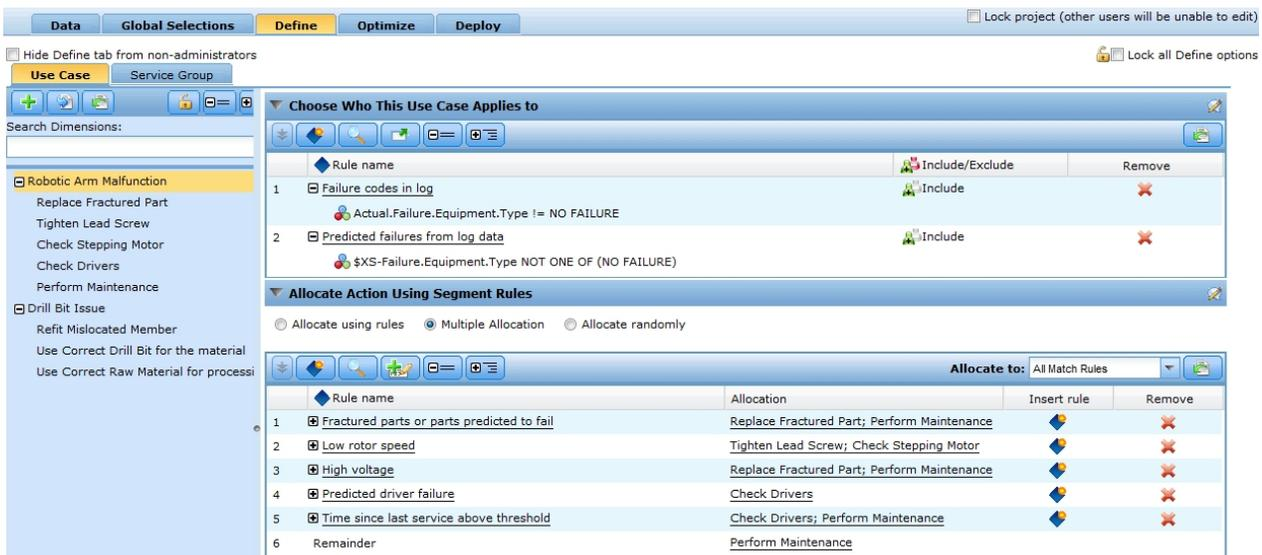 Data Global Selections Define Optimize Deploy
Lock project (other users will be unable to edit)
Hide Define tab from non-administrators
Lock all Define options
Use Case Service Group
Search Dimensions:
Robotic Arm Malfunction
Replace Fractured Part
Tighten Lead Screw
Check Stepping Motor
Check Drivers
Perform Maintenance
Drill Bit Issue
Refit Mislocated Member
Use Correct Drill Bit for the material
Use Correct Raw Material for processi
Choose Who This Use Case Applies to
Rule name Include/Exclude Remove
1 Failure codes in log Include
Actual.Failure.Equipment.Type != NO FAILURE
2 Predicted failures from log data Include
$XS-Failure.Equipment.Type NOT ONE OF (NO FAILURE)
Allocate Action Using Segment Rules
Allocate using rules Multiple Allocation Allocate randomly
Allocate to: All Match Rules
Rule name Allocation Insert rule Remove
1 Fractured parts or parts predicted to fail Replace Fractured Part; Perform Maintenance
2 Low rotor speed Tighten Lead Screw; Check Stepping Motor
3 High voltage Replace Fractured Part; Perform Maintenance
4 Predicted driver failure Check Drivers
5 Time since last service above threshold Check Drivers; Perform Maintenance
6 Remainder Perform Maintenance